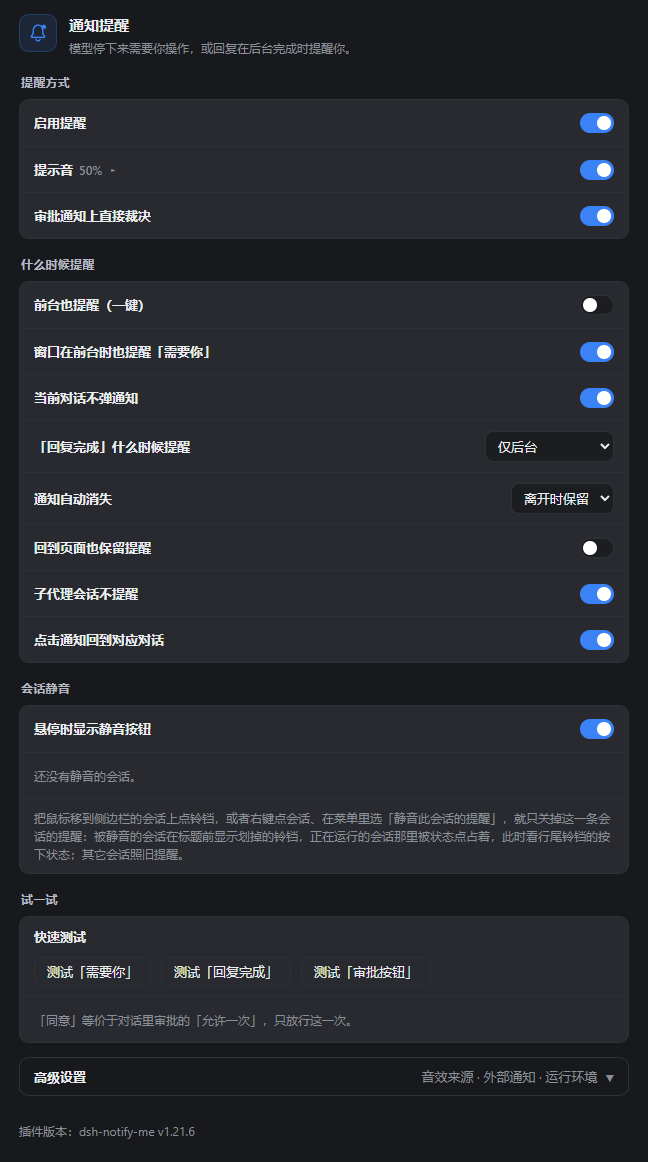 通知提醒
模型停下来需要你操作，或回复在后台完成时提醒你。
提醒方式
启用提醒
提示音 50%
审批通知上直接裁决
什么时候提醒
前台也提醒（一键）
窗口在前台时也提醒「需要你」
当前对话不弹通知
「回复完成」什么时候提醒 仅后台
通知自动消失 离开时保留
回到页面也保留提醒
子代理会话不提醒
点击通知回到对应对话
会话静音
悬停时显示静音按钮
还没有静音的会话。
把鼠标移到侧边栏的会话上点铃铛，或者右键点会话、在菜单里选「静音此会话的提醒」，就只关掉这一条会
话的提醒；被静音的会话在标题前显示划掉的铃铛，正在运行的会话那里被状态点占着，此时看行尾铃铛的按
下状态；其它会话照旧提醒。
试一试
快速测试
测试「需要你」 测试「回复完成」 测试「审批按钮」
「同意」等价于对话里审批的「允许一次」，只放行这一次。
高级设置 音效来源 · 外部通知 · 运行环境 ▼
插件版本：dsh-notify-me v1.21.6